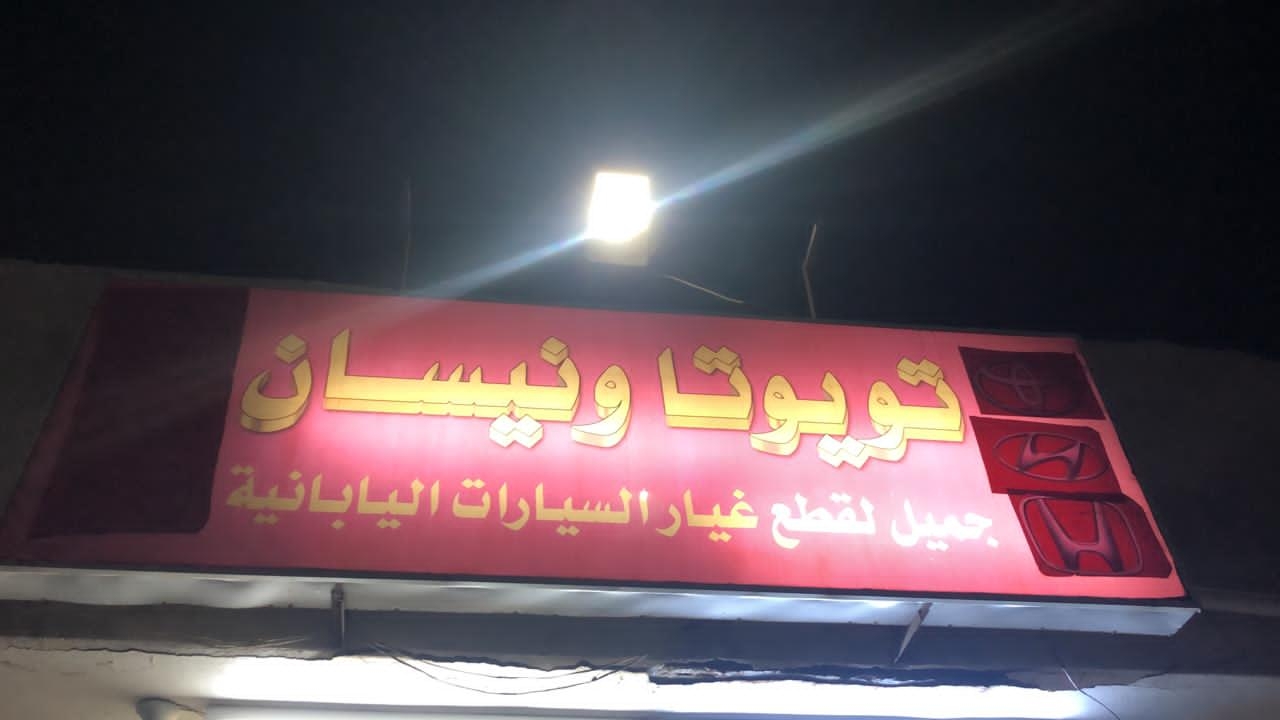 تويوتا ونيسان
جميل لقطع غيار السيارات اليابانية